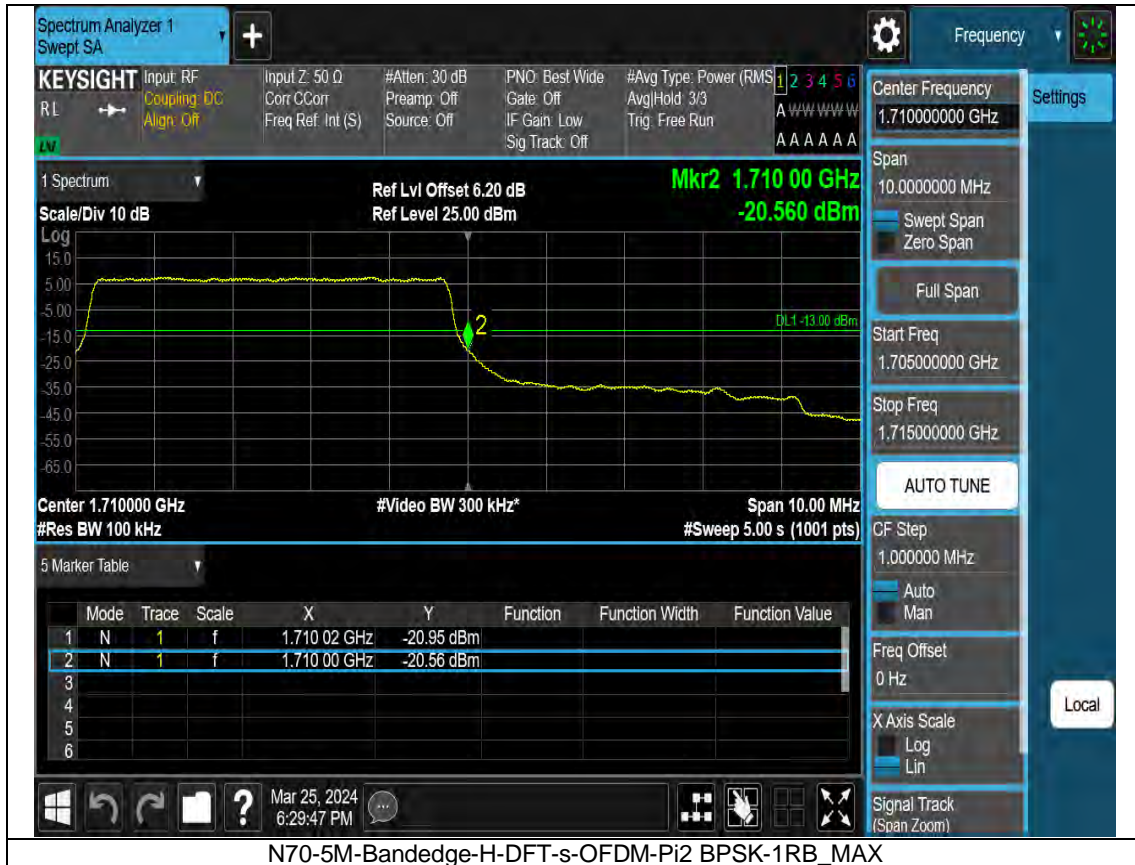 Spectrum Analyzer 1
Swept SA
Frequency
KEYSIGHT
Input: RF
Input Z: 50 Ω
#Atten: 30 dB
PNO: Best Wide
#Avg Type: Power (RMS
1 2 3 4 5 6
RL
Coupling: DC
Corr CCorr
Preamp: Off
Gate: Off
Avg|Hold: 3/3
A W W W W W
Align: Off
Freq Ref: Int (S)
Source: Off
IF Gain: Low
Trig: Free Run
Sig Track: Off
A A A A A A
1 Spectrum
Ref Lvl Offset 6.20 dB
Mkr2 1.710 00 GHz
Scale/Div 10 dB
Ref Level 25.00 dBm
-20.560 dBm
Log
15.0
5.00
-5.00
-15.0
-25.0
-35.0
-45.0
-55.0
-65.0
2
DL1 -13.00 dBm
Center 1.710000 GHz
#Video BW 300 kHz*
Span 10.00 MHz
#Res BW 100 kHz
#Sweep 5.00 s (1001 pts)
5 Marker Table
Mode Trace Scale X Y Function Function Width Function Value
1 N 1 f 1.710 02 GHz -20.95 dBm
2 N 1 f 1.710 00 GHz -20.56 dBm
3
4
5
6
Mar 25, 2024
6:29:47 PM
Center Frequency
1.710000000 GHz
Settings
Span
10.0000000 MHz
Swept Span
Zero Span
Full Span
Start Freq
1.705000000 GHz
Stop Freq
1.715000000 GHz
AUTO TUNE
CF Step
1.000000 MHz
Auto
Man
Freq Offset
0 Hz
X Axis Scale
Log
Lin
Local
Signal Track
(Span Zoom)
N70-5M-Bandedge-H-DFT-s-OFDM-Pi2 BPSK-1RB_MAX